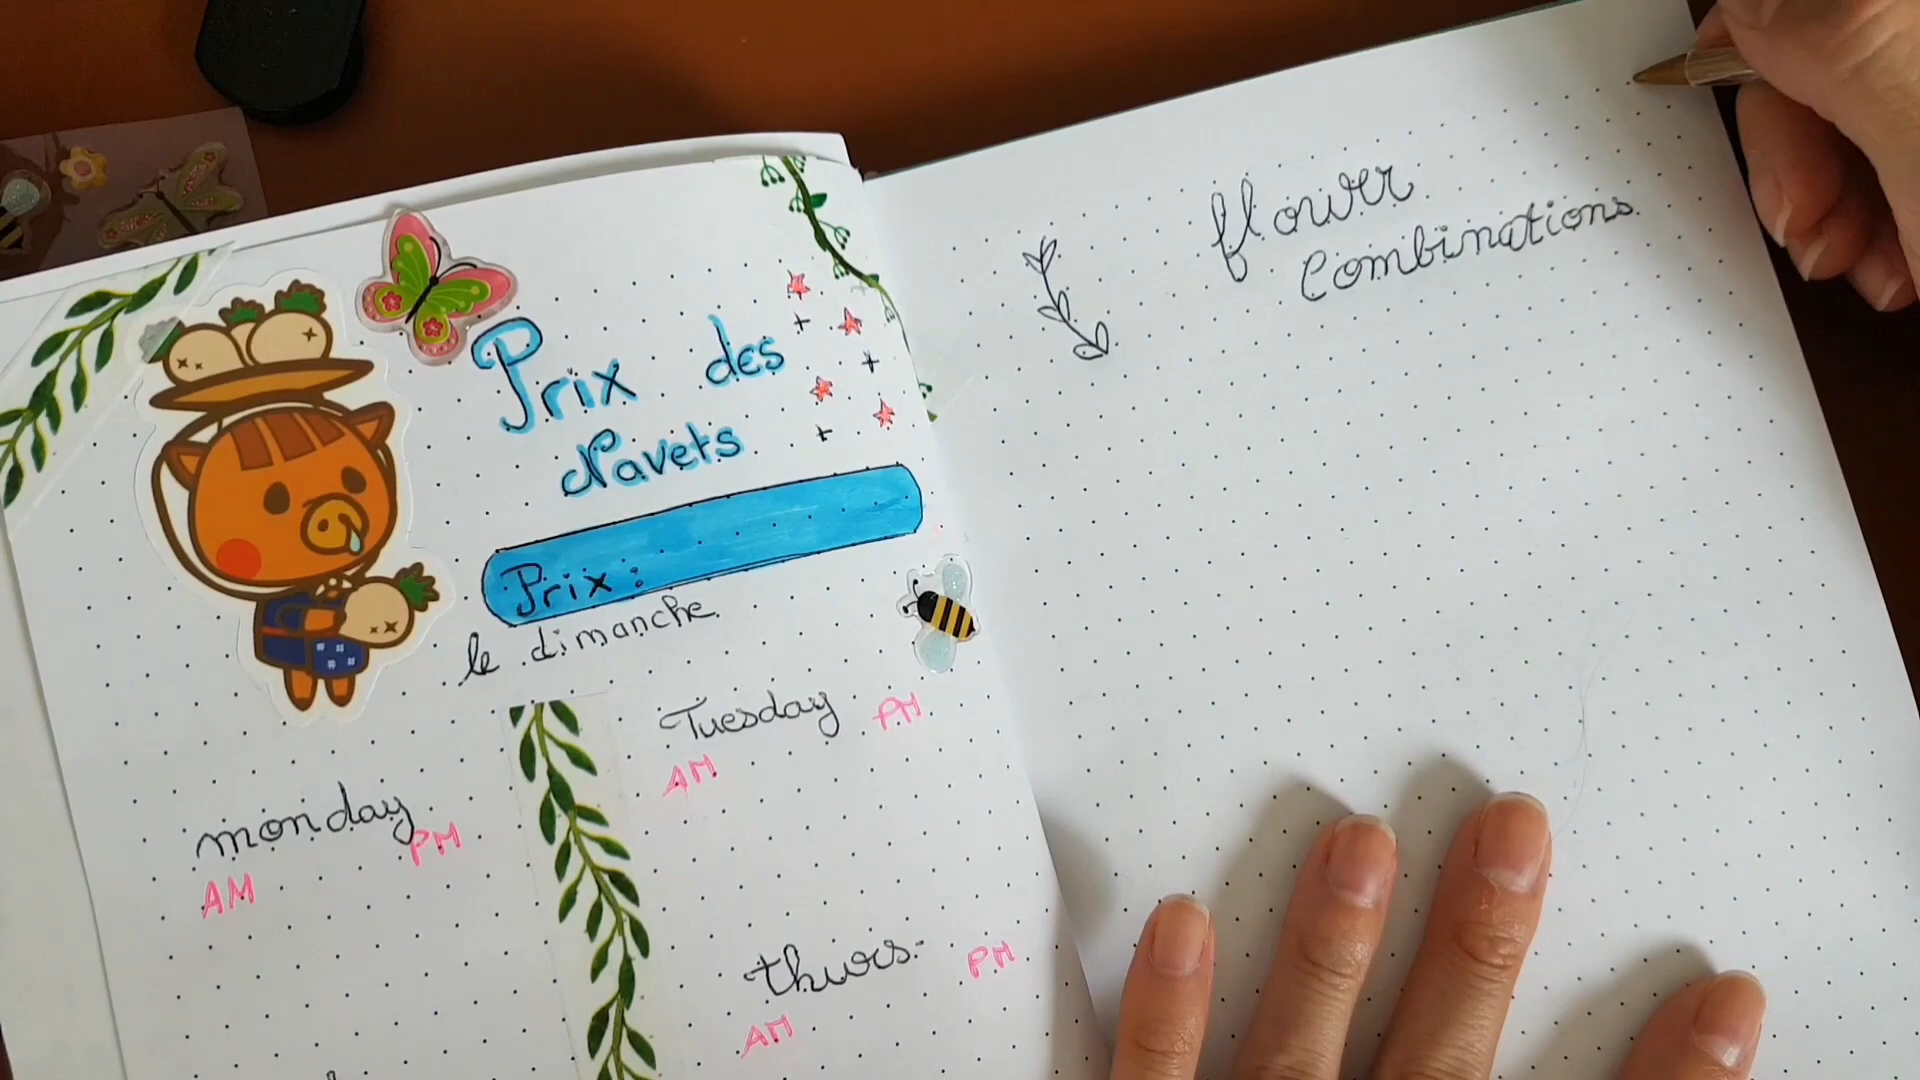 Prix des
Navets
Prix :
le dimanche
monday
AM PM
Tuesday
AM PM
thurs.
AM PM
flower
combinations